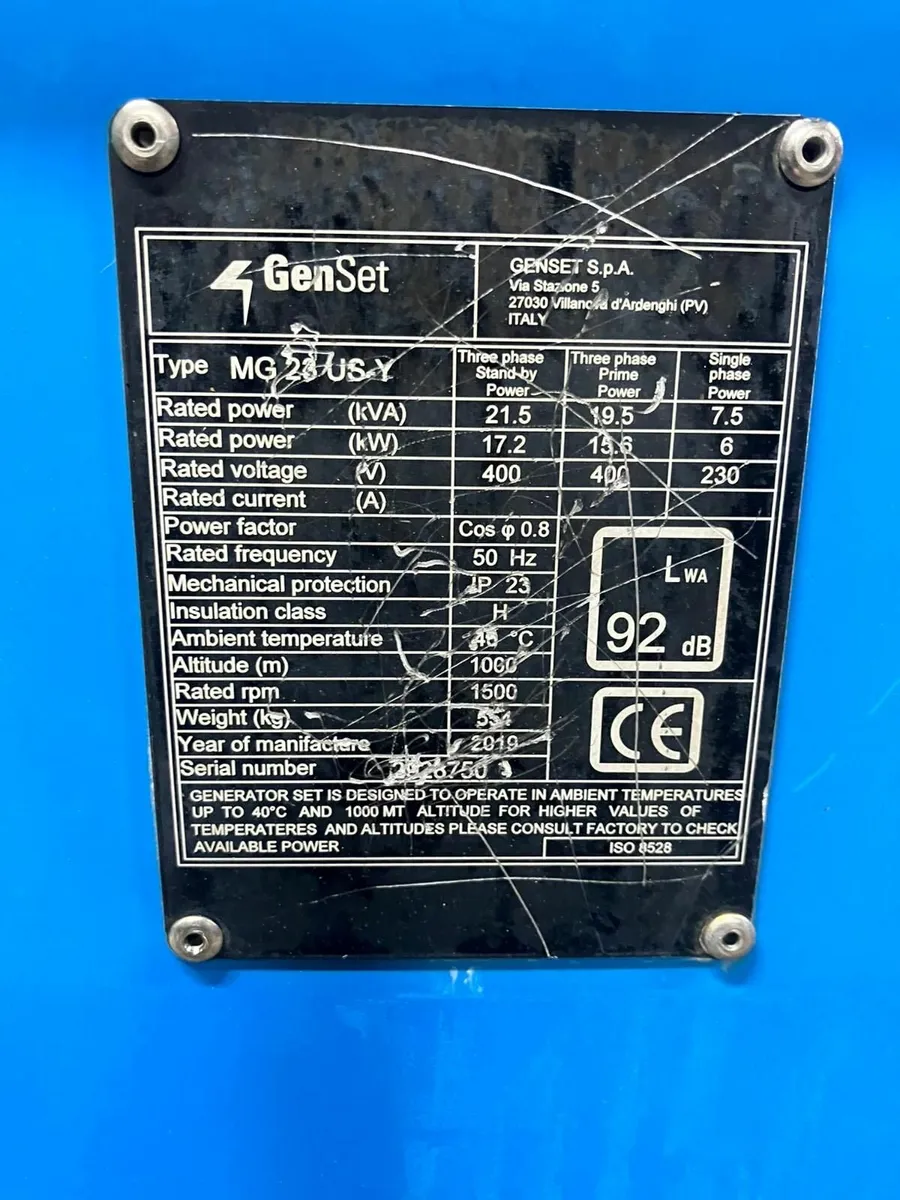 GenSet
GENSET S.p.A.
Via Stazione 5
27030 Villanova d'Ardenghi (PV)
ITALY
Type MG 23 US-Y
Three phase Stand-by Power
Three phase Prime Power
Single phase Power
Rated power (kVA) 21.5 19.5 7.5
Rated power (kW) 17.2 15.6 6
Rated voltage (V) 400 400 230
Rated current (A)
Power factor Cos φ 0.8
Rated frequency 50 Hz
Mechanical protection IP 23
Insulation class H
Ambient temperature 40 °C
Altitude (m) 1000
Rated rpm 1500
Weight (kg)
Year of manifacture 2019
Serial number
LWA
92 dB
CE
GENERATOR SET IS DESIGNED TO OPERATE IN AMBIENT TEMPERATURES
UP TO 40°C AND 1000 MT ALTITUDE FOR HIGHER VALUES OF
TEMPERATERES AND ALTITUDES PLEASE CONSULT FACTORY TO CHECK
AVAILABLE POWER
ISO 8528